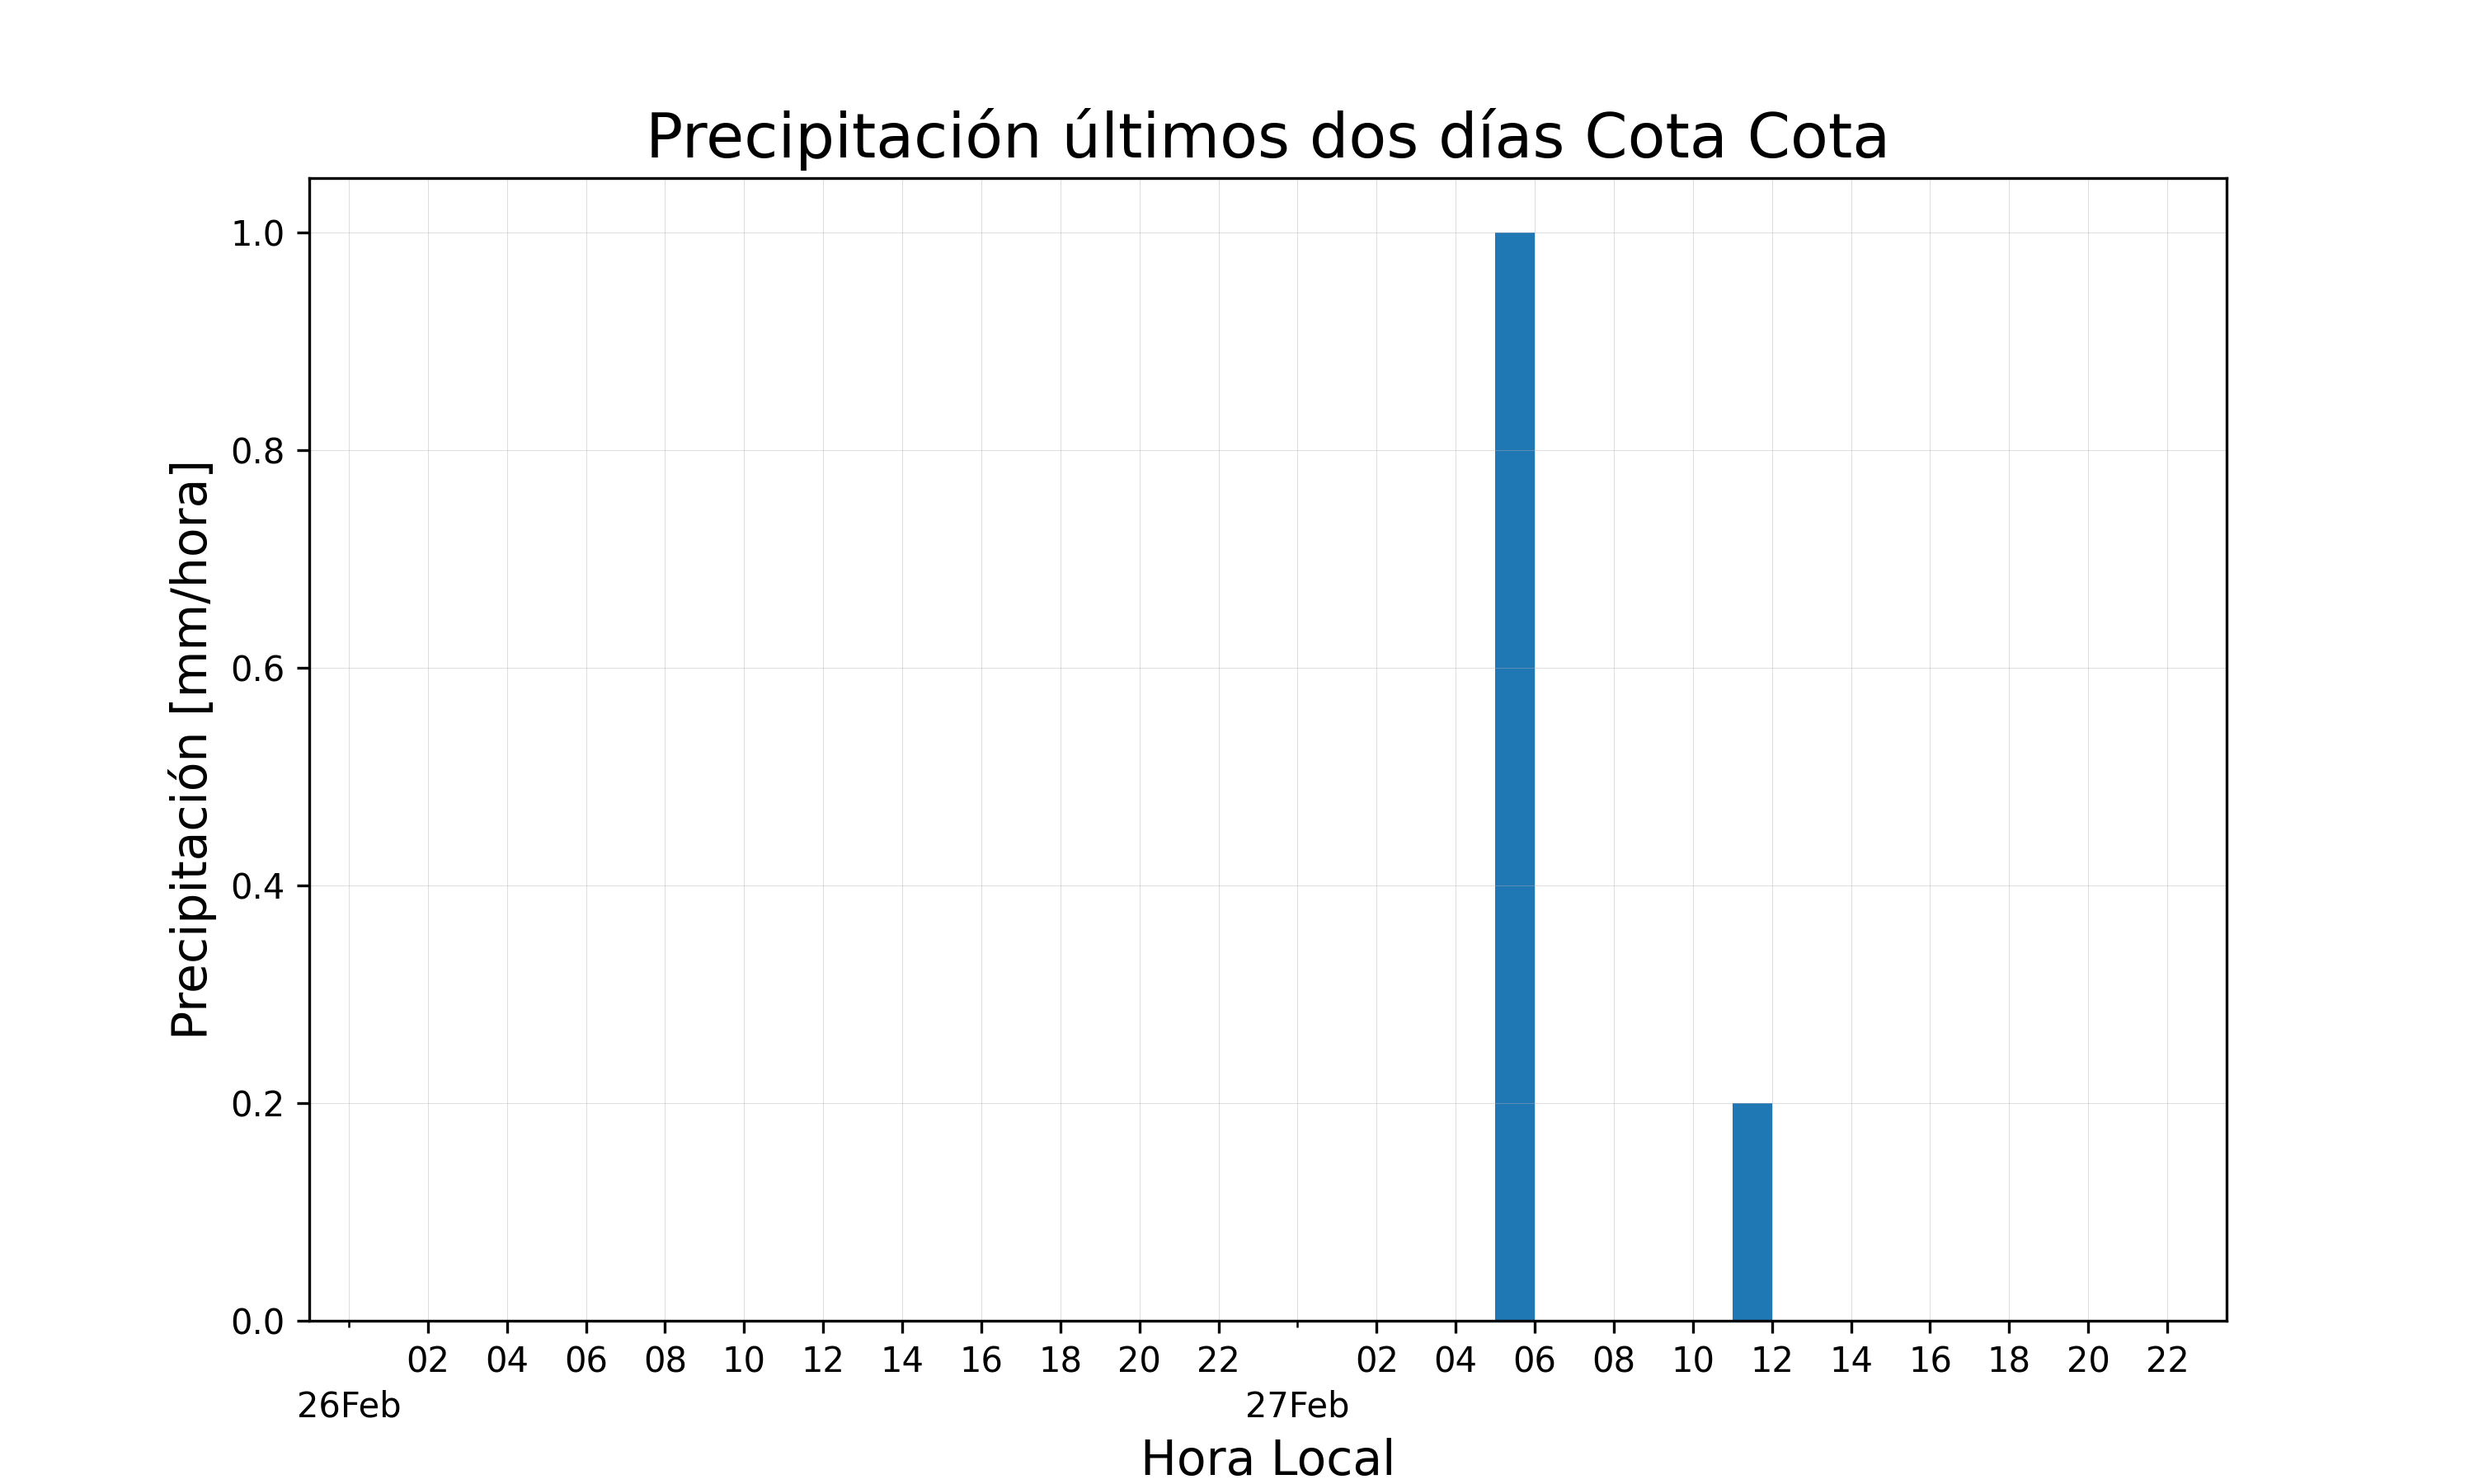 Precipitación últimos dos días Cota Cota
Precipitación [mm/hora]
1.0
0.8
0.6
0.4
0.2
0.0
02 04 06 08 10 12 14 16 18 20 22 02 04 06 08 10 12 14 16 18 20 22
26Feb 27Feb
Hora Local